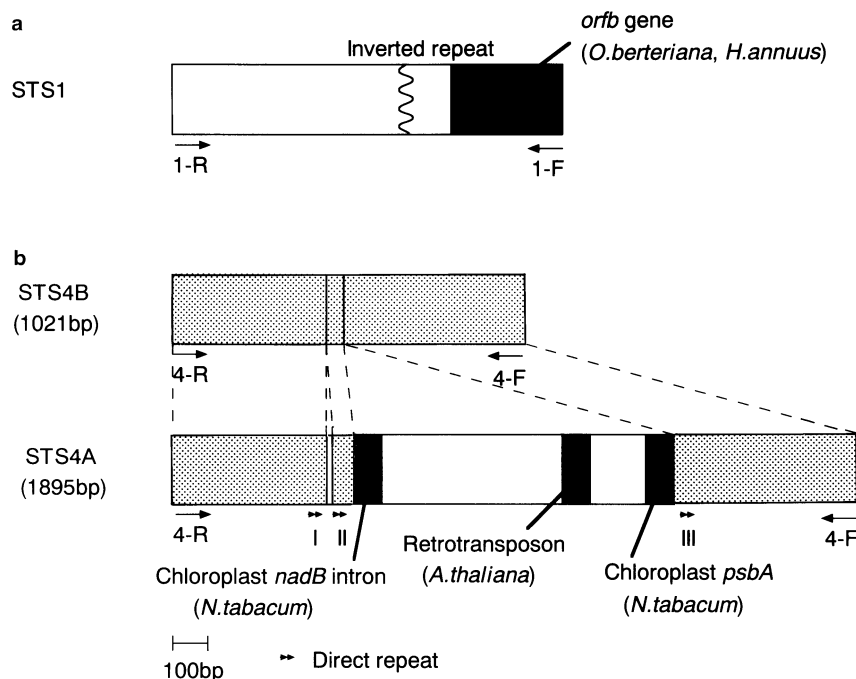 a
orfb gene
(O.berteriana, H.annuus)
Inverted repeat
STS1
1-R
1-F
b
STS4B
(1021bp)
4-R
4-F
STS4A
(1895bp)
4-R
I
II
III
4-F
Chloroplast nadB intron
(N.tabacum)
Retrotransposon
(A.thaliana)
Chloroplast psbA
(N.tabacum)
100bp
Direct repeat